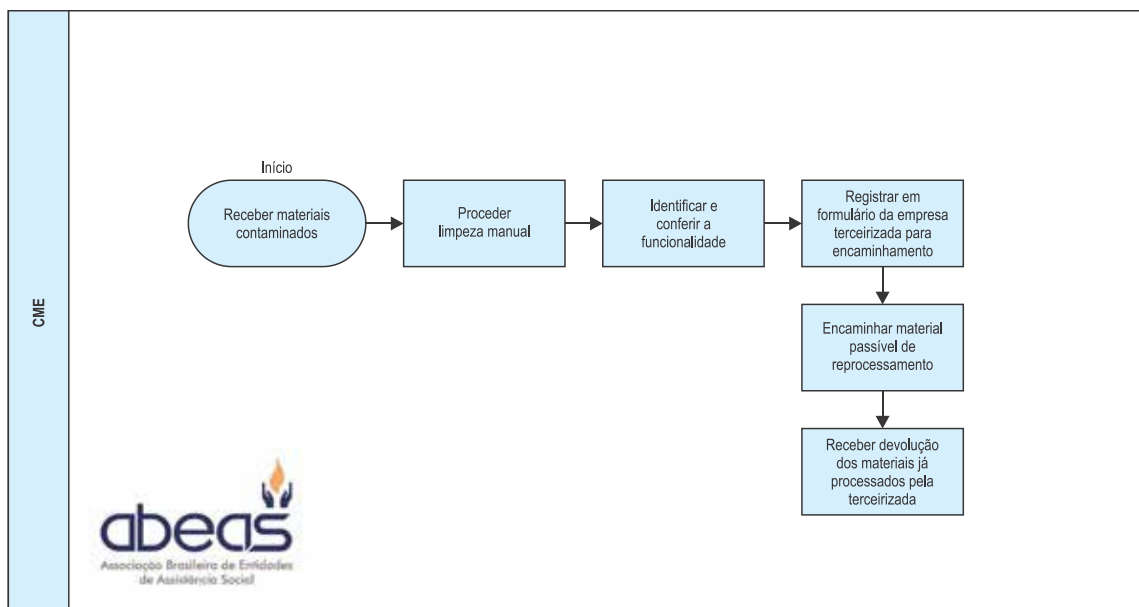 CME
Início
Receber materiais
contaminados
Proceder
limpeza manual
Identificar e
conferir a
funcionalidade
Registrar em
formulário da empresa
terceirizada para
encaminhamento
Encaminhar material
passível de
reprocessamento
Receber devolução
dos materiais já
processados pela
terceirizada
abeas
Associação Brasileira de Entidades
de Assistência Social